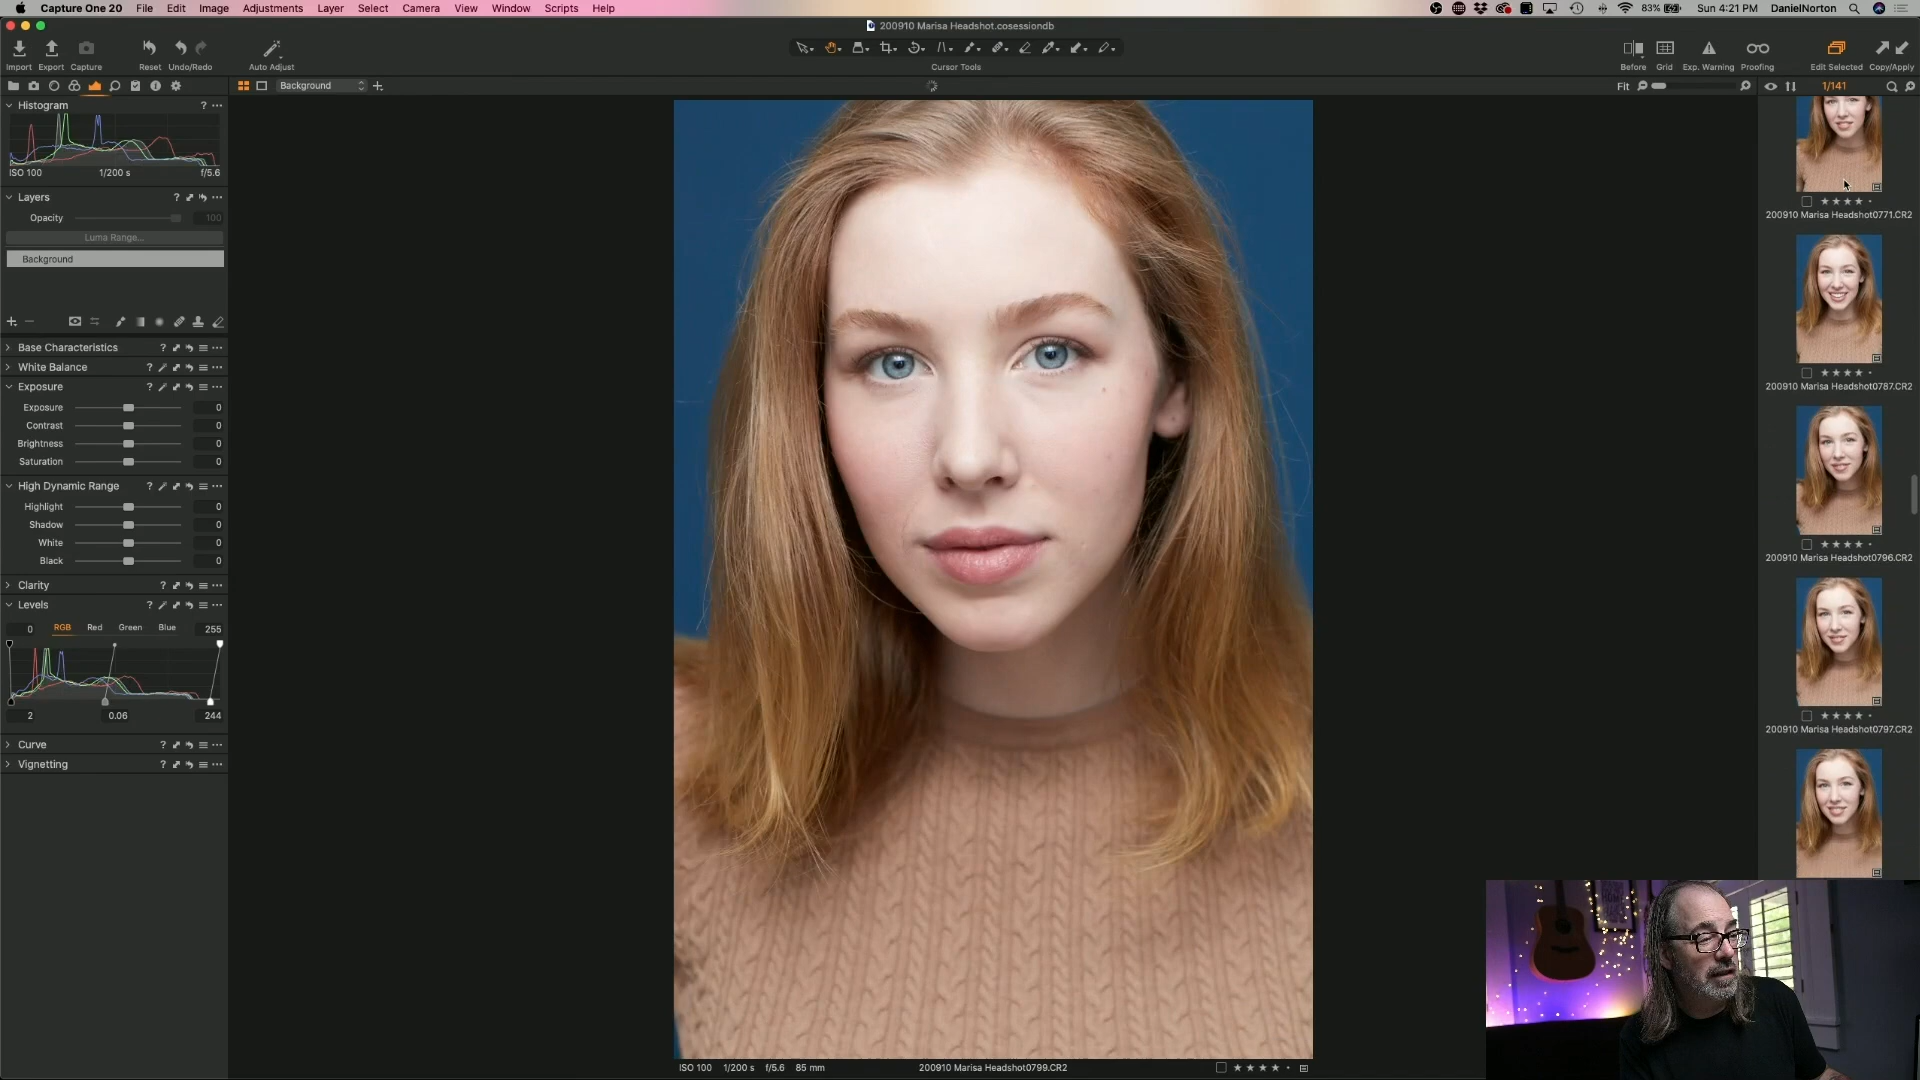 Capture One 20 File Edit Image Adjustments Layer Select Camera View Window Scripts Help 83% Sun 4:21 PM DanielNorton
200910 Marisa Headshot.cosessiondb
Import Export Capture Reset Undo/Redo Auto Adjust Cursor Tools Before Grid Exp. Warning Proofing Edit Selected Copy/Apply
Background Fit 1/141
Histogram ?
ISO 100 1/200 s f/5.6
Layers ?
Opacity 100
Luma Range...
Background
Base Characteristics ?
White Balance ?
Exposure ?
Exposure 0
Contrast 0
Brightness 0
Saturation 0
High Dynamic Range ?
Highlight 0
Shadow 0
White 0
Black 0
Clarity ?
Levels ?
0 RGB Red Green Blue 255
2 0.06 244
Curve ?
Vignetting ?
ISO 100 1/200 s f/5.6 85 mm 200910 Marisa Headshot0799.CR2
200910 Marisa Headshot0771.CR2
200910 Marisa Headshot0787.CR2
200910 Marisa Headshot0796.CR2
200910 Marisa Headshot0797.CR2